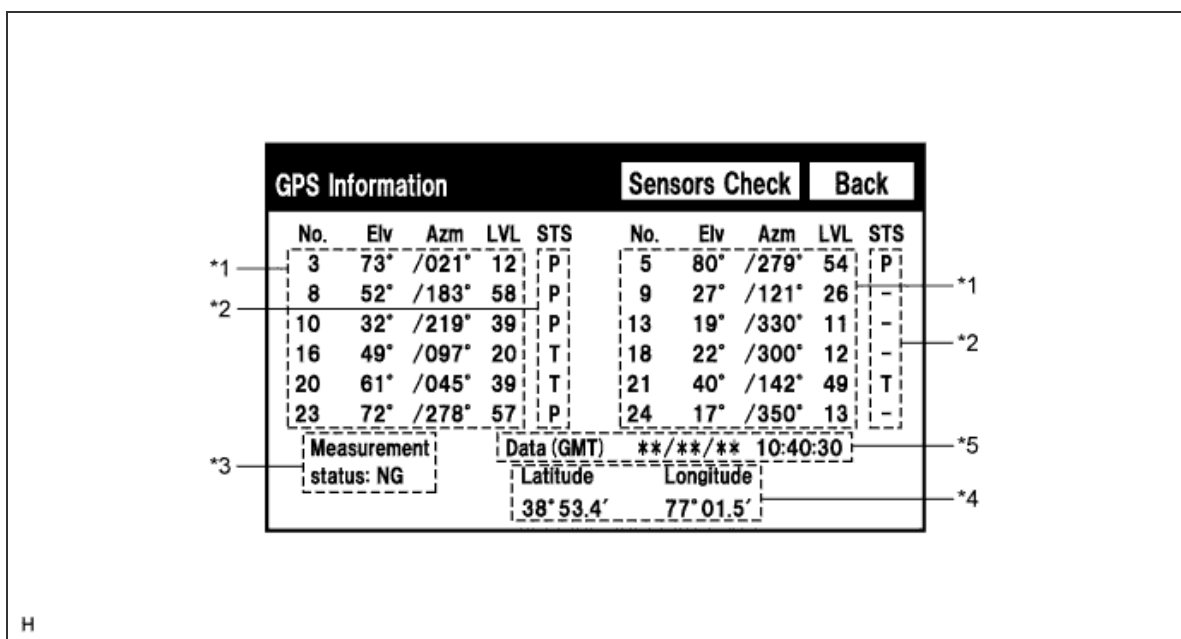 GPS Information Sensors Check Back
No. Elv Azm LVL STS No. Elv Azm LVL STS
*1 3 73° /021° 12 P 5 80° /279° 54 P *1
8 52° /183° 58 P 9 27° /121° 26 -
*2 10 32° /219° 39 P 13 19° /330° 11 - *2
16 49° /097° 20 T 18 22° /300° 12 -
20 61° /045° 39 T 21 40° /142° 49 T
23 72° /278° 57 P 24 17° /350° 13 -
*3 Measurement Data (GMT) **/**/** 10:40:30 *5
status: NG Latitude Longitude *4
38°53.4′ 77°01.5′
H